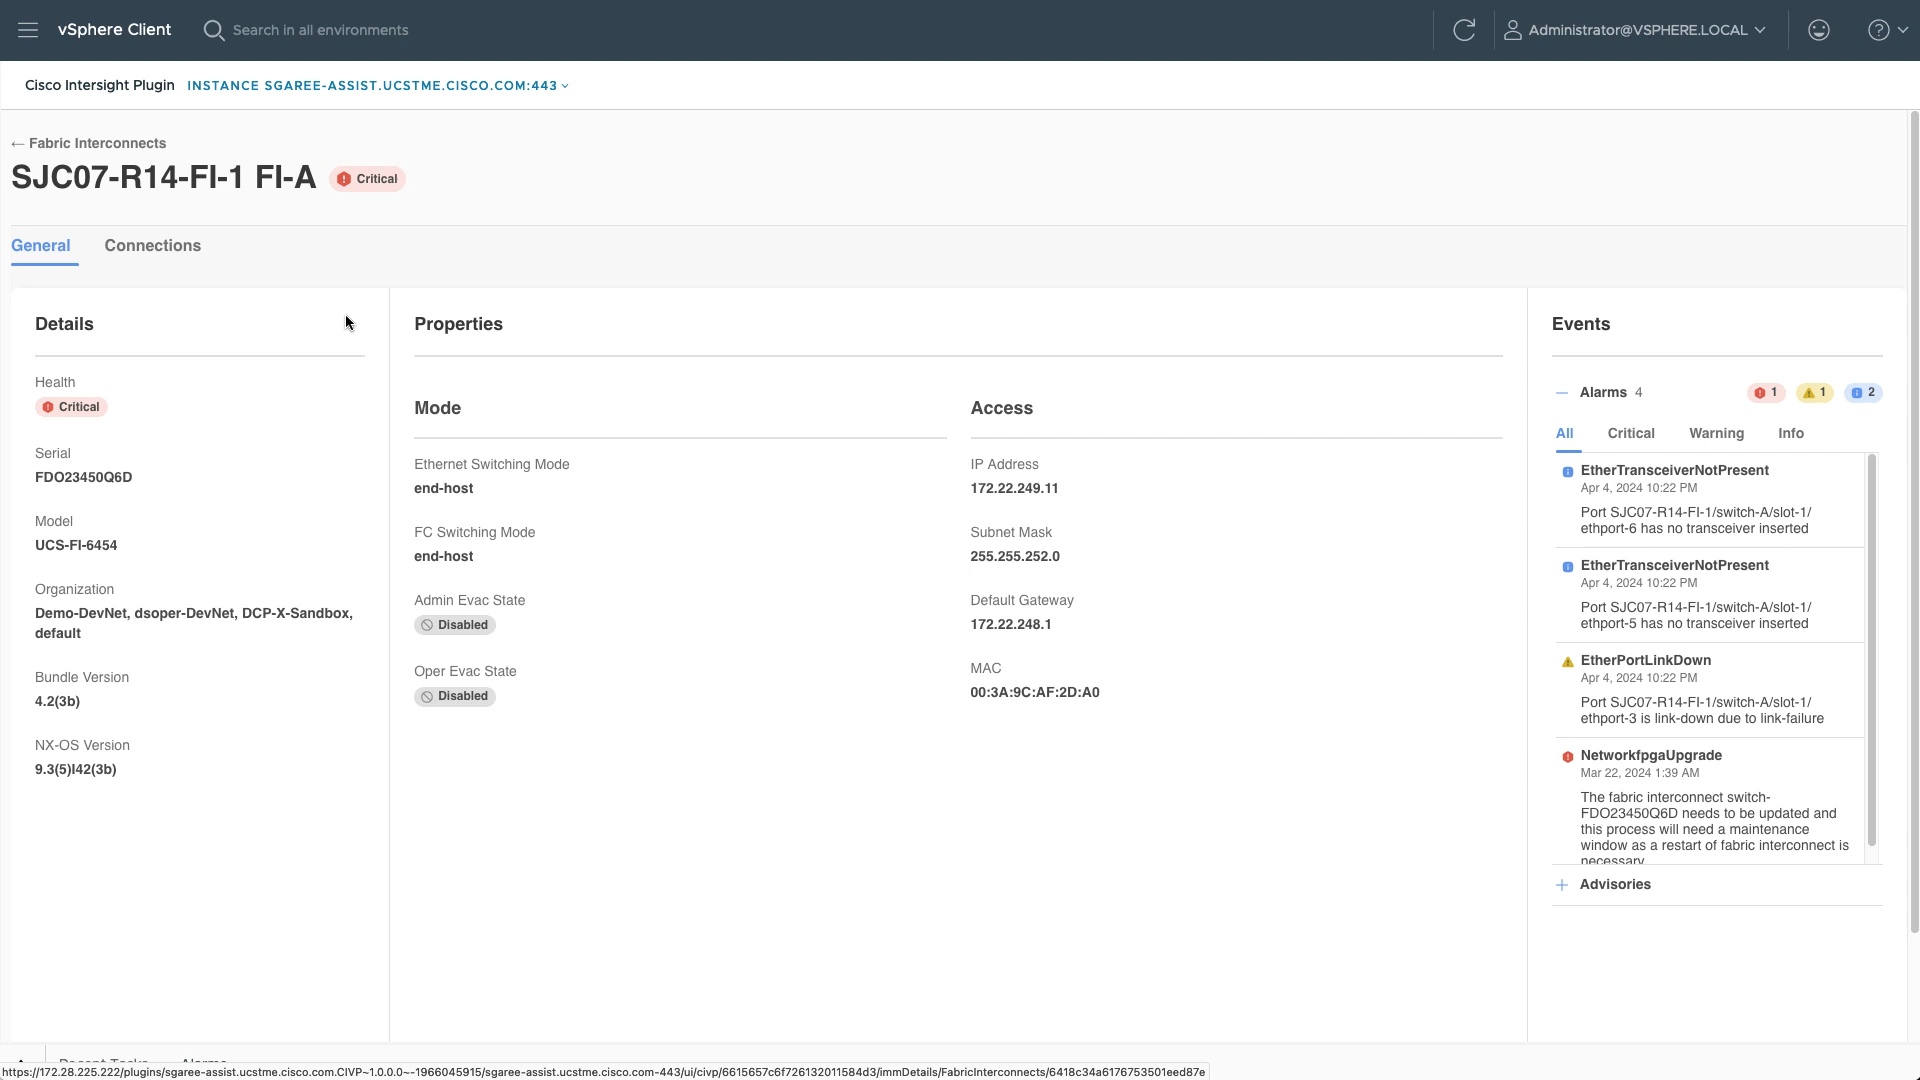 vSphere Client
Search in all environments
Administrator@VSPHERE.LOCAL
Cisco Intersight Plugin
INSTANCE SGAREE-ASSIST.UCSTME.CISCO.COM:443
← Fabric Interconnects
SJC07-R14-FI-1 FI-A
Critical
General
Connections
Details
Health
Critical
Serial
FDO23450Q6D
Model
UCS-FI-6454
Organization
Demo-DevNet, dsoper-DevNet, DCP-X-Sandbox,
default
Bundle Version
4.2(3b)
NX-OS Version
9.3(5)I42(3b)
Properties
Mode
Ethernet Switching Mode
end-host
FC Switching Mode
end-host
Admin Evac State
Disabled
Oper Evac State
Disabled
Access
IP Address
172.22.249.11
Subnet Mask
255.255.252.0
Default Gateway
172.22.248.1
MAC
00:3A:9C:AF:2D:A0
Events
Alarms 4
1
1
2
All
Critical
Warning
Info
EtherTransceiverNotPresent
Apr 4, 2024 10:22 PM
Port SJC07-R14-FI-1/switch-A/slot-1/
ethport-6 has no transceiver inserted
EtherTransceiverNotPresent
Apr 4, 2024 10:22 PM
Port SJC07-R14-FI-1/switch-A/slot-1/
ethport-5 has no transceiver inserted
EtherPortLinkDown
Apr 4, 2024 10:22 PM
Port SJC07-R14-FI-1/switch-A/slot-1/
ethport-3 is link-down due to link-failure
NetworkfpgaUpgrade
Mar 22, 2024 1:39 AM
The fabric interconnect switch-
FDO23450Q6D needs to be updated and
this process will need a maintenance
window as a restart of fabric interconnect is
necessary
Advisories
Recent Tasks
Alarms
https://172.28.225.222/plugins/sgaree-assist.ucstme.cisco.com.CIVP~1.0.0.0~-1966045915/sgaree-assist.ucstme.cisco.com-443/ui/civp/6615657c6f726132011584d3/immDetails/FabricInterconnects/6418c34a6176753501eed87e